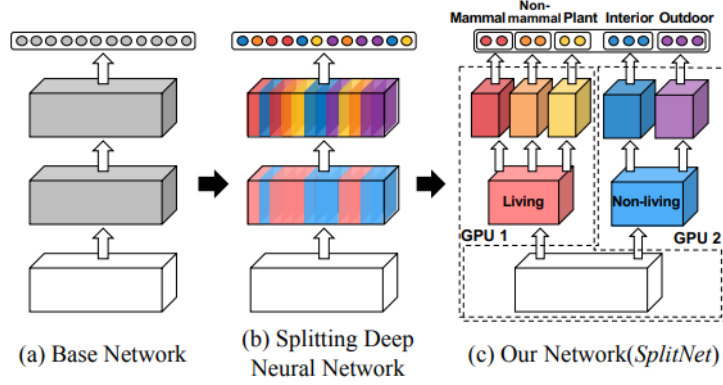 Non-
Mammal mammal Plant Interior Outdoor
Living Non-living
GPU 1 GPU 2
(a) Base Network
(b) Splitting Deep
Neural Network
(c) Our Network(SplitNet)